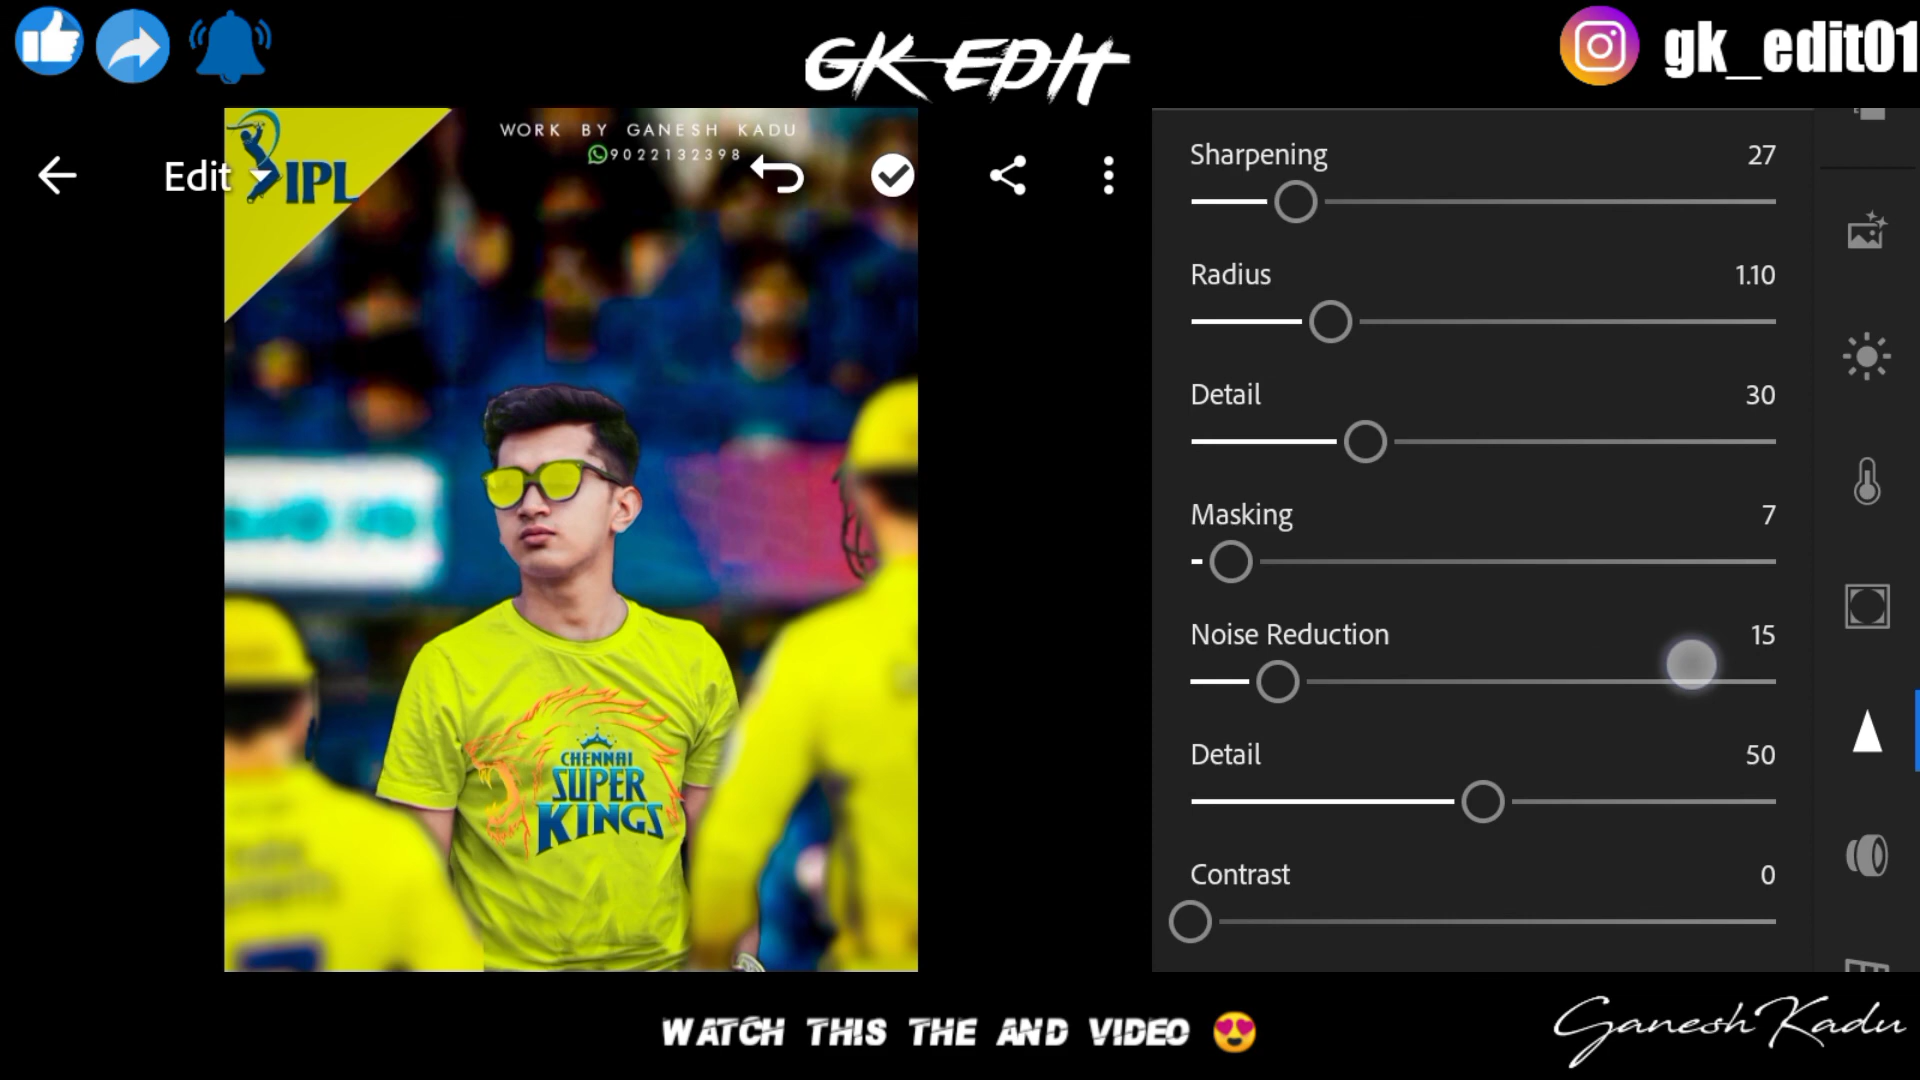 GK EDIT
gk_edit01
WORK BY GANESH KADU
9022132398
Edit
IPL
CHENNAI
SUPER
KINGS
Sharpening 27
Radius 1.10
Detail 30
Masking 7
Noise Reduction 15
Detail 50
Contrast 0
WATCH THIS THE AND VIDEO 😍
Ganesh Kadu